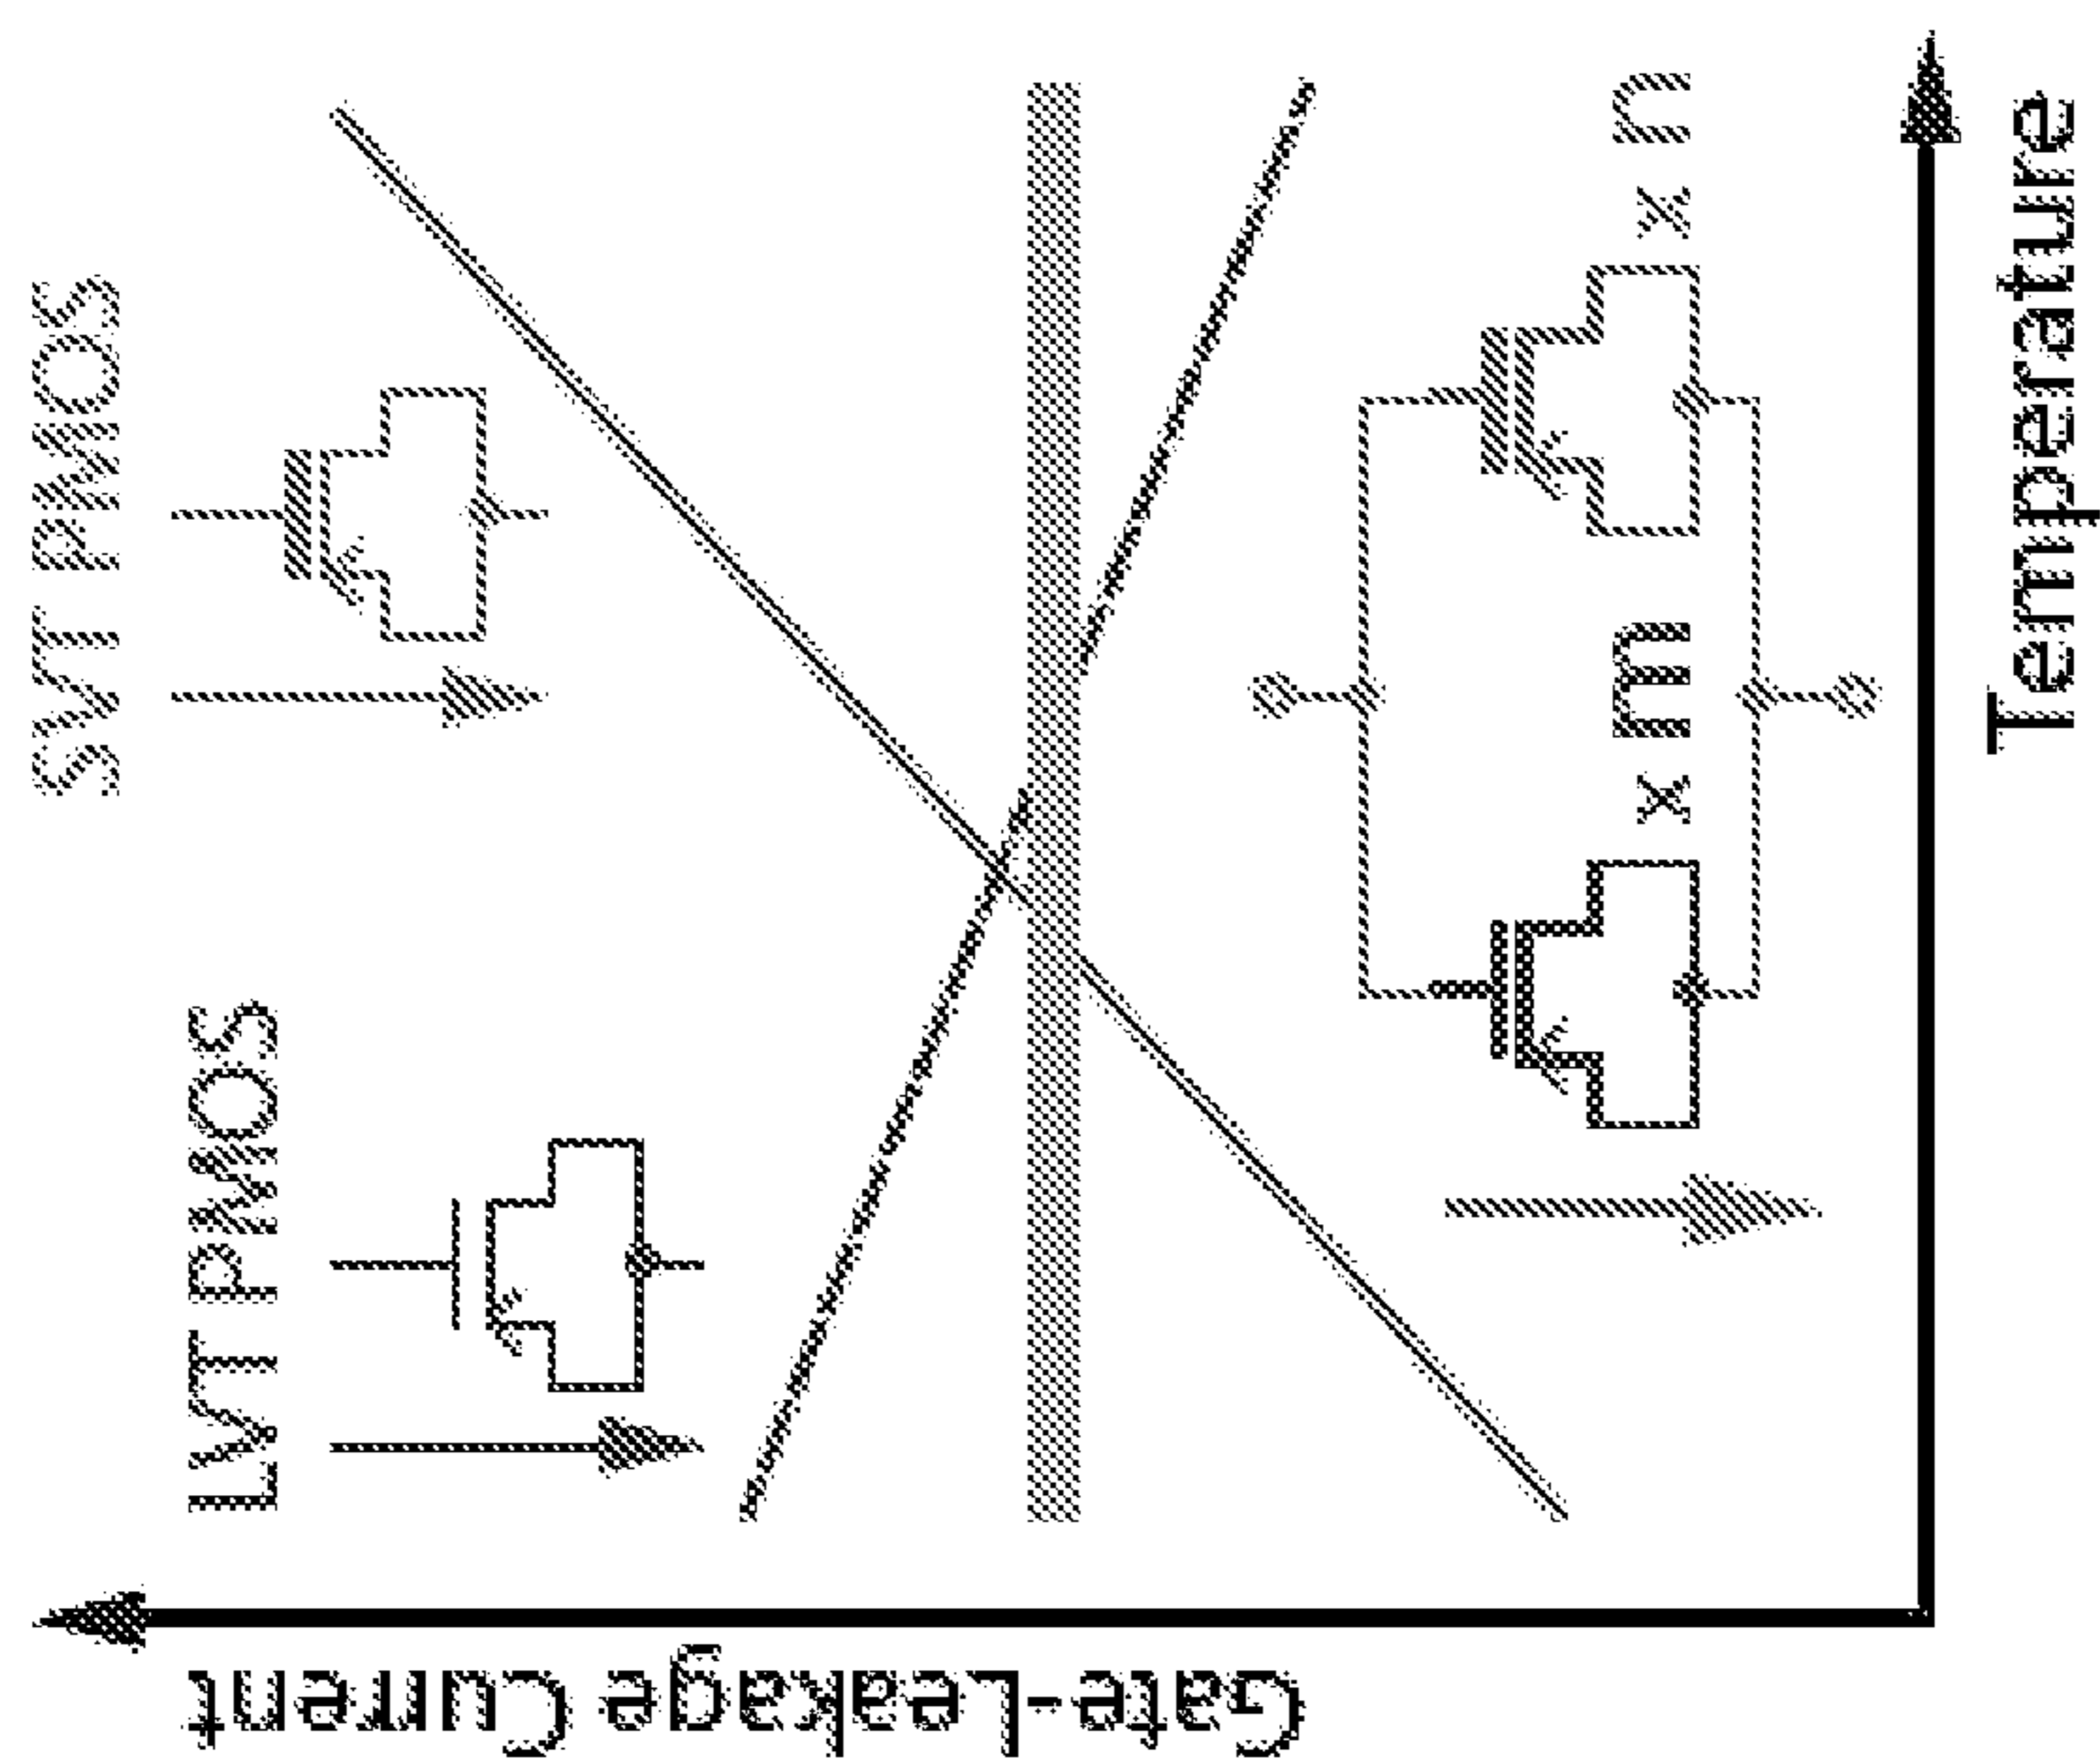 SVT PMOS
LVT PMOS
x m
x n
Gate-Leakage Current
Temperature